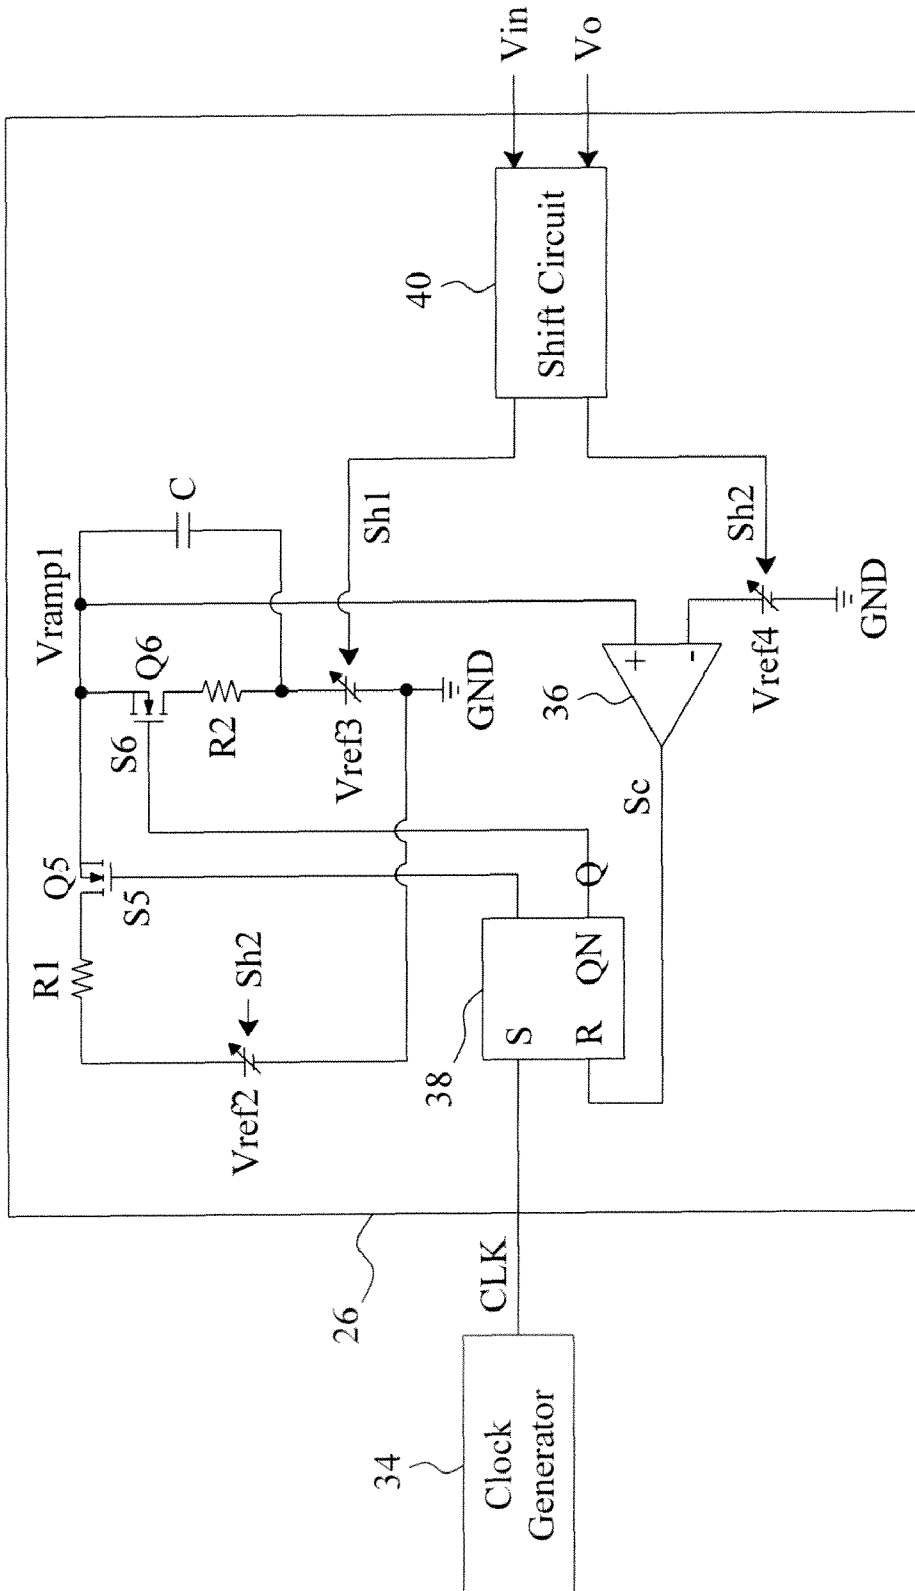 Vin
Vo
40
Shift Circuit
Sh1
Sh2
C
Vramp1
Q6
S6
R2
Vref3
GND
Q5
S5
R1
Sh2
Vref2
+
-
36
Vref4
GND
Sc
Q
QN
S
R
38
26
CLK
34
Clock
Generator